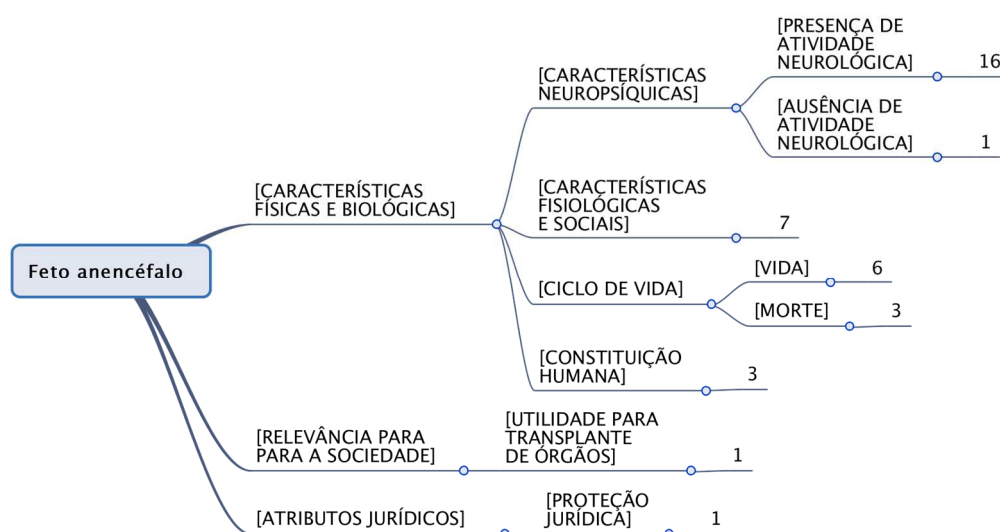 [PRESENÇA DE
ATIVIDADE
NEUROLÓGICA]
16
[CARACTERÍSTICAS
NEUROPSÍQUICAS]
[AUSÊNCIA DE
ATIVIDADE
NEUROLÓGICA]
1
[CARACTERÍSTICAS
FÍSICAS E BIOLÓGICAS]
[CARACTERÍSTICAS
FISIOLÓGICAS
E SOCIAIS]
7
Feto anencéfalo
[CICLO DE VIDA]
[VIDA]
6
[MORTE]
3
[CONSTITUIÇÃO
HUMANA]
3
[RELEVÂNCIA PARA
PARA A SOCIEDADE]
[UTILIDADE PARA
TRANSPLANTE
DE ÓRGÃOS]
1
[ATRIBUTOS JURÍDICOS]
[PROTEÇÃO
JURÍDICA]
1